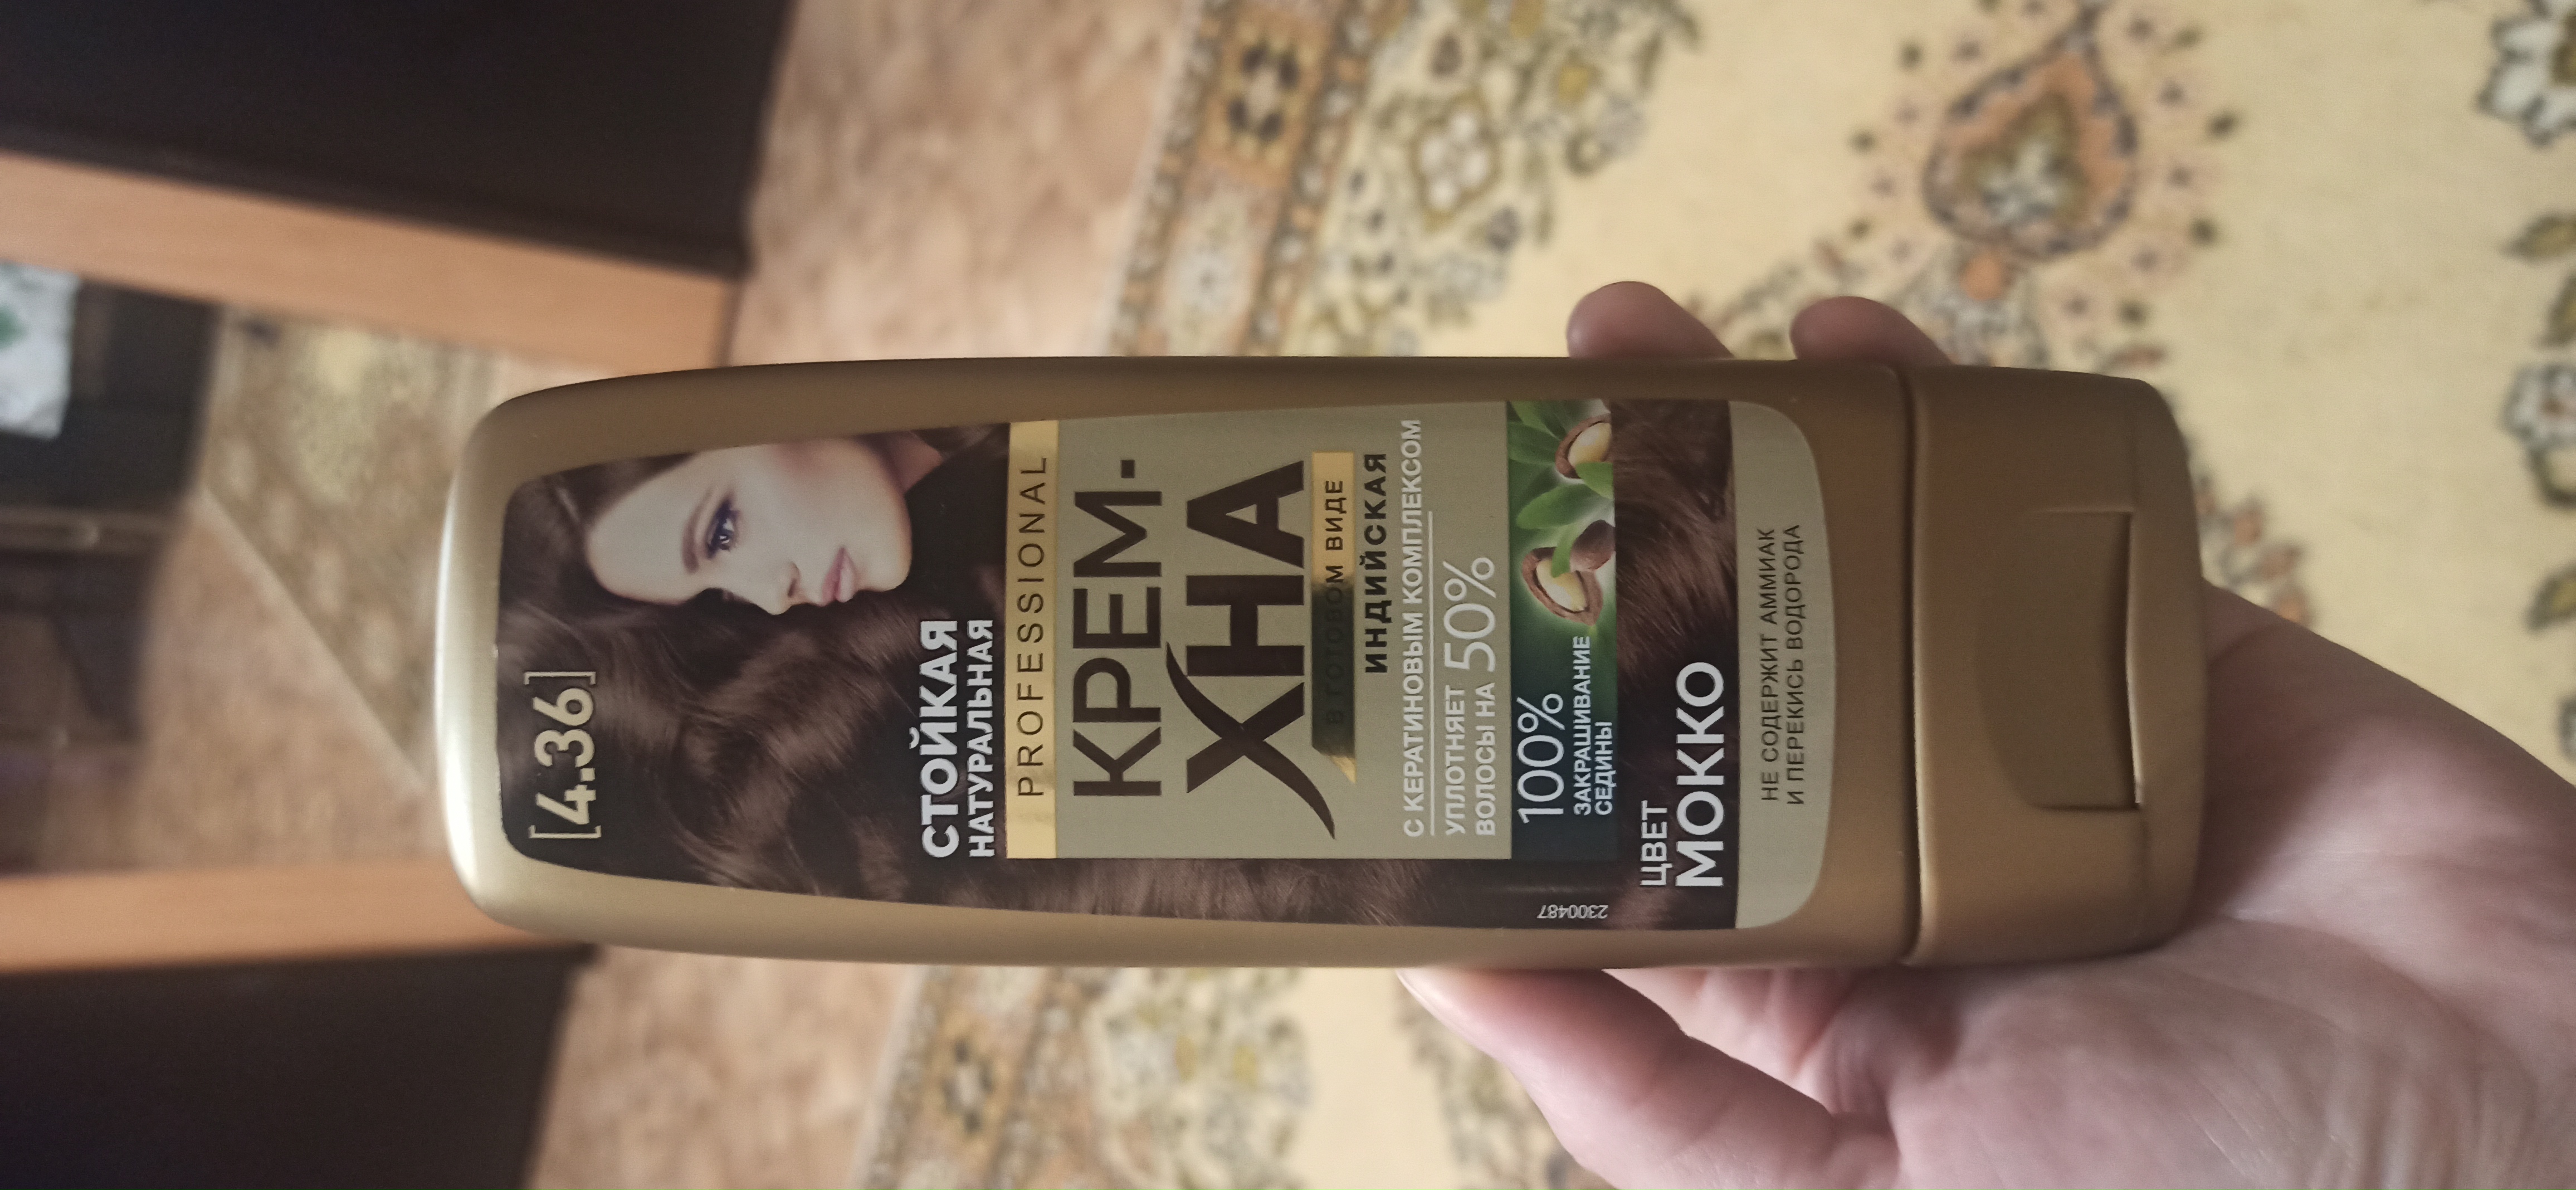 [4.36]
СТОЙКАЯ
НАТУРАЛЬНАЯ
PROFESSIONAL
КРЕМ-
ХНА
В ГОТОВОМ ВИДЕ
ИНДИЙСКАЯ
С КЕРАТИНОВЫМ КОМПЛЕКСОМ
УПЛОТНЯЕТ
ВОЛОСЫ НА 50%
100%
ЗАКРАШИВАНИЕ
СЕДИНЫ
2300487
ЦВЕТ
МОККО
НЕ СОДЕРЖИТ АММИАК
И ПЕРЕКИСЬ ВОДОРОДА